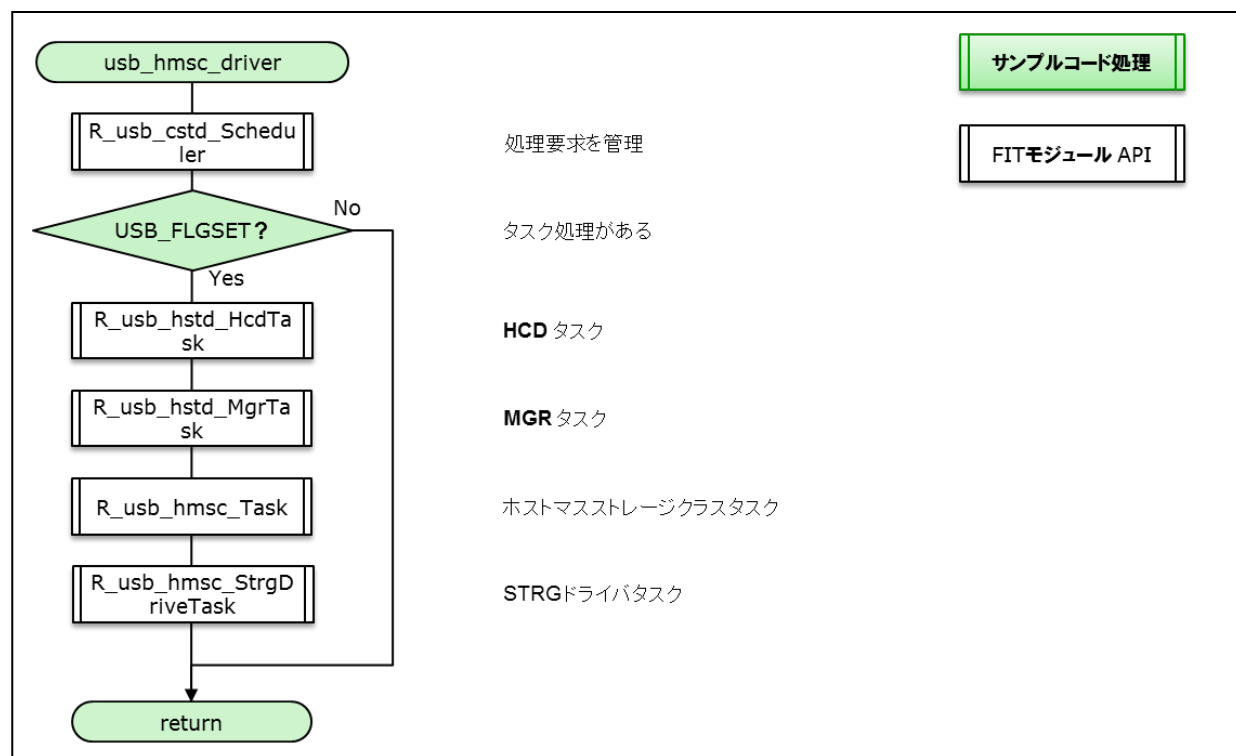 usb_hmsc_driver
サンプルコード処理
R_usb_cstd_Schedu
ler
処理要求を管理
FITモジュール API
No
USB_FLGSET?
タスク処理がある
Yes
R_usb_hstd_HcdTa
sk
HCD タスク
R_usb_hstd_MgrTa
sk
MGR タスク
R_usb_hmsc_Task
ホストマスストレージクラスタスク
R_usb_hmsc_StrgD
riveTask
STRGドライバタスク
return